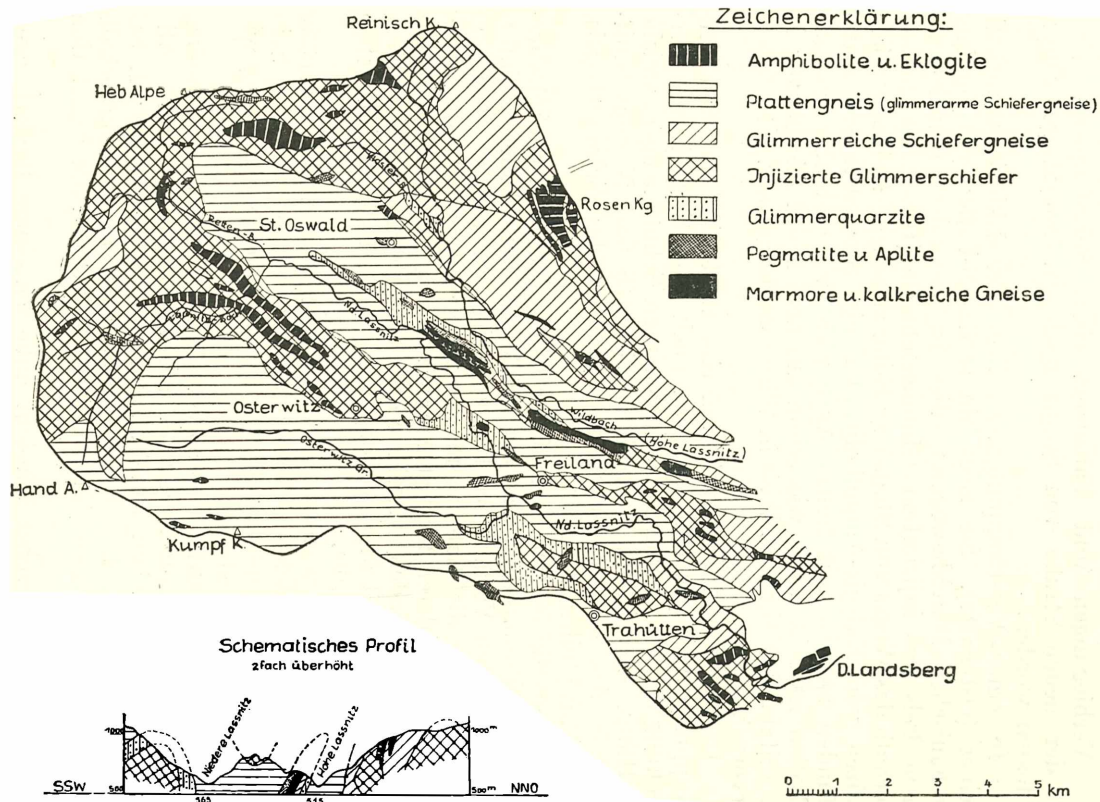 Zeichenerklärung:
Amphibolite u. Eklogite
Plattengneis (glimmerarme Schiefergneise)
Glimmerreiche Schiefergneise
Injizierte Glimmerschiefer
Glimmerquarzite
Pegmatite u Aplite
Marmore u. kalkreiche Gneise
Reinisch K.
Heb Alpe
Rosen Kg
St. Oswald
Nd. Lassnitz
Osterwitz
Osterwitz Gr.
Wildbach
(Hohe Lassnitz)
Freiland
Nd. Lassnitz
Hand A.
Kumpf K.
Trahütten
D. Landsberg
Schematisches Profil
2fach überhöht
Niedere Lassnitz
Hohe Lassnitz
1000
1000m
500
500m
SSW
NNO
565
515
0 1 2 3 4 5 km